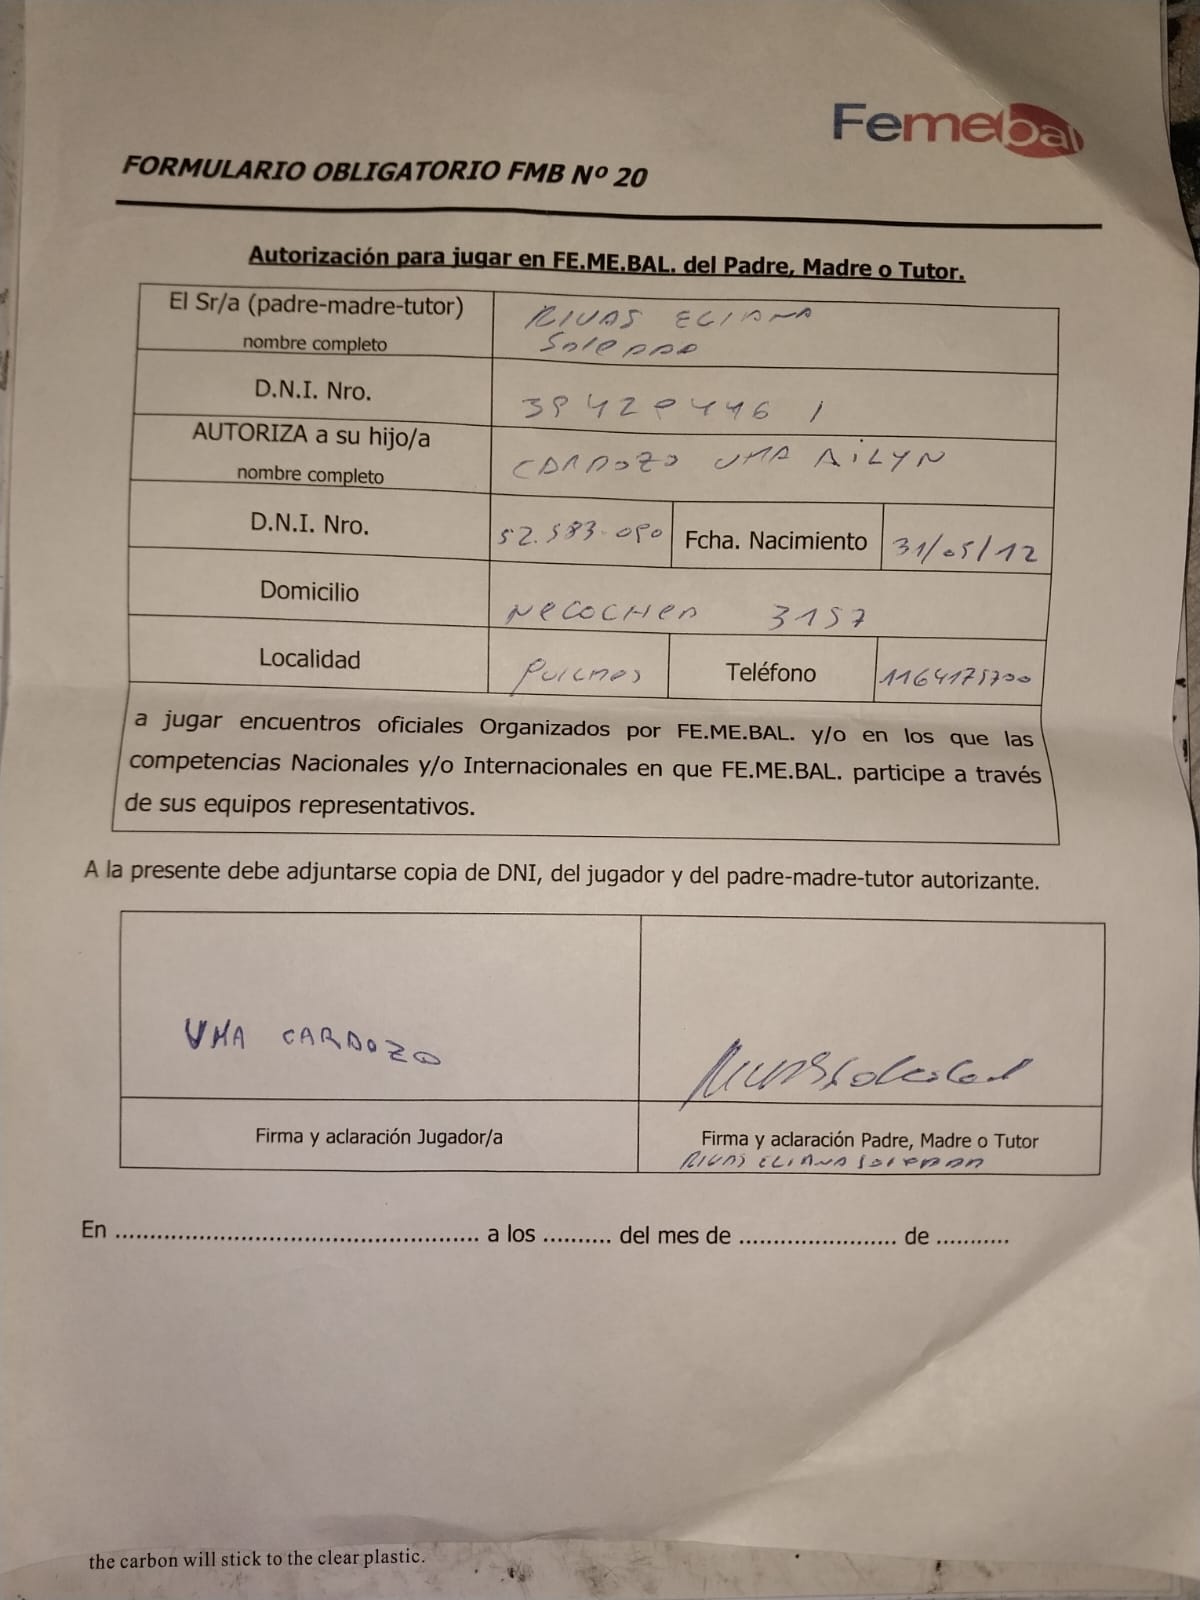 Femebal
FORMULARIO OBLIGATORIO FMB Nº 20
Autorización para jugar en FE.ME.BAL. del Padre, Madre o Tutor.
El Sr/a (padre-madre-tutor) nombre completo
RIVAS ELIANA
SOLEDAD
D.N.I. Nro.
AUTORIZA a su hijo/a nombre completo
CARDOZO UMA AILYN
D.N.I. Nro. 52.583.090 Fcha. Nacimiento 31/05/12
Domicilio NECOCHEA 3157
Localidad Teléfono 1164175700
a jugar encuentros oficiales Organizados por FE.ME.BAL. y/o en los que las
competencias Nacionales y/o Internacionales en que FE.ME.BAL. participe a través
de sus equipos representativos.
A la presente debe adjuntarse copia de DNI, del jugador y del padre-madre-tutor autorizante.
UMA CARDOZO
Firma y aclaración Jugador/a
Firma y aclaración Padre, Madre o Tutor
RIVAS ELIANA SOLEDAD
En .................................................... a los .......... del mes de ....................... de ...........
the carbon will stick to the clear plastic.